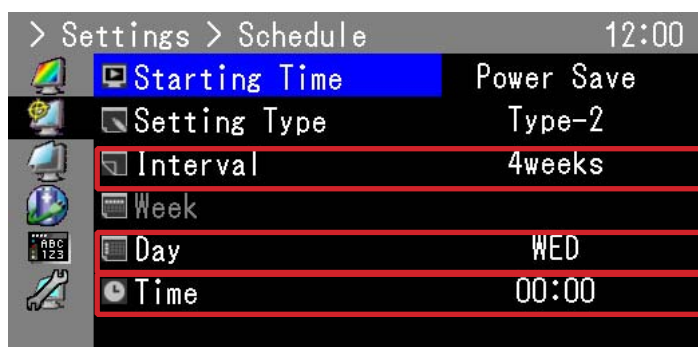 > Settings > Schedule 12:00
Starting Time Power Save
Setting Type Type-2
Interval 4weeks
Week
Day WED
ABC
123
Time 00:00